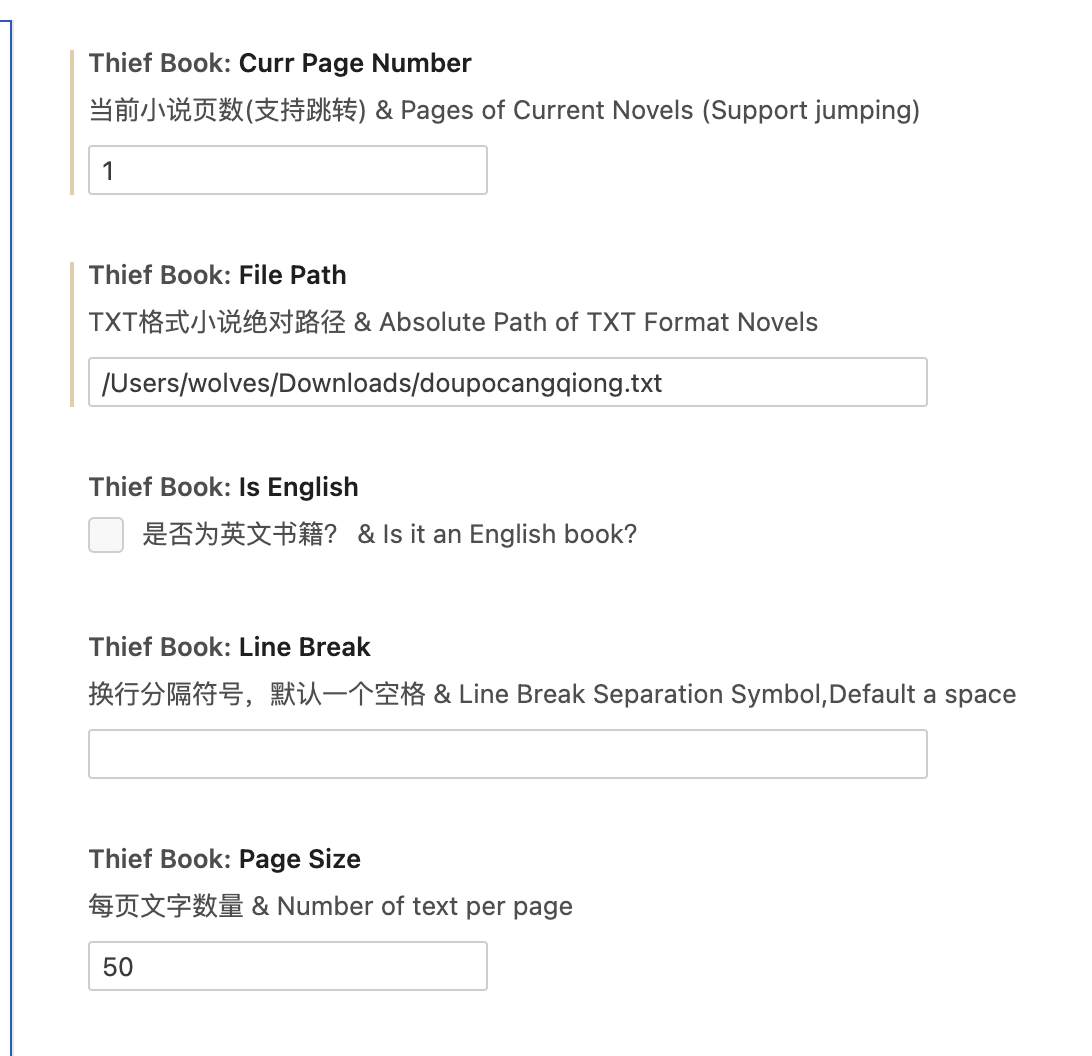 Thief Book: Curr Page Number
当前小说页数(支持跳转) & Pages of Current Novels (Support jumping)
1
Thief Book: File Path
TXT格式小说绝对路径 & Absolute Path of TXT Format Novels
/Users/wolves/Downloads/doupocangqiong.txt
Thief Book: Is English
是否为英文书籍？ & Is it an English book?
Thief Book: Line Break
换行分隔符号，默认一个空格 & Line Break Separation Symbol,Default a space
Thief Book: Page Size
每页文字数量 & Number of text per page
50